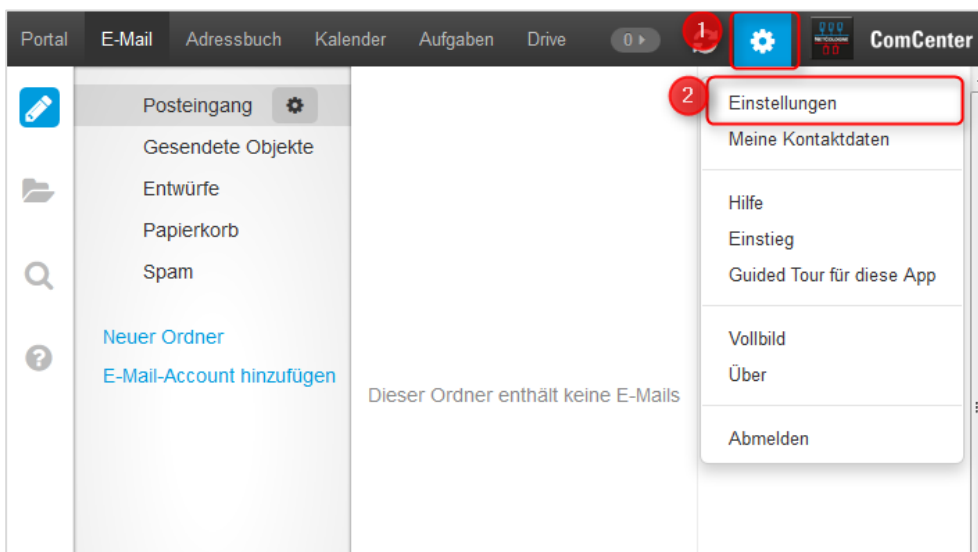 Portal E-Mail Adressbuch Kalender Aufgaben Drive 0 1 NETCOLOGNE ComCenter
Posteingang
Gesendete Objekte
Entwürfe
Papierkorb
Spam
Neuer Ordner
E-Mail-Account hinzufügen
Dieser Ordner enthält keine E-Mails
2 Einstellungen
Meine Kontaktdaten
Hilfe
Einstieg
Guided Tour für diese App
Vollbild
Über
Abmelden